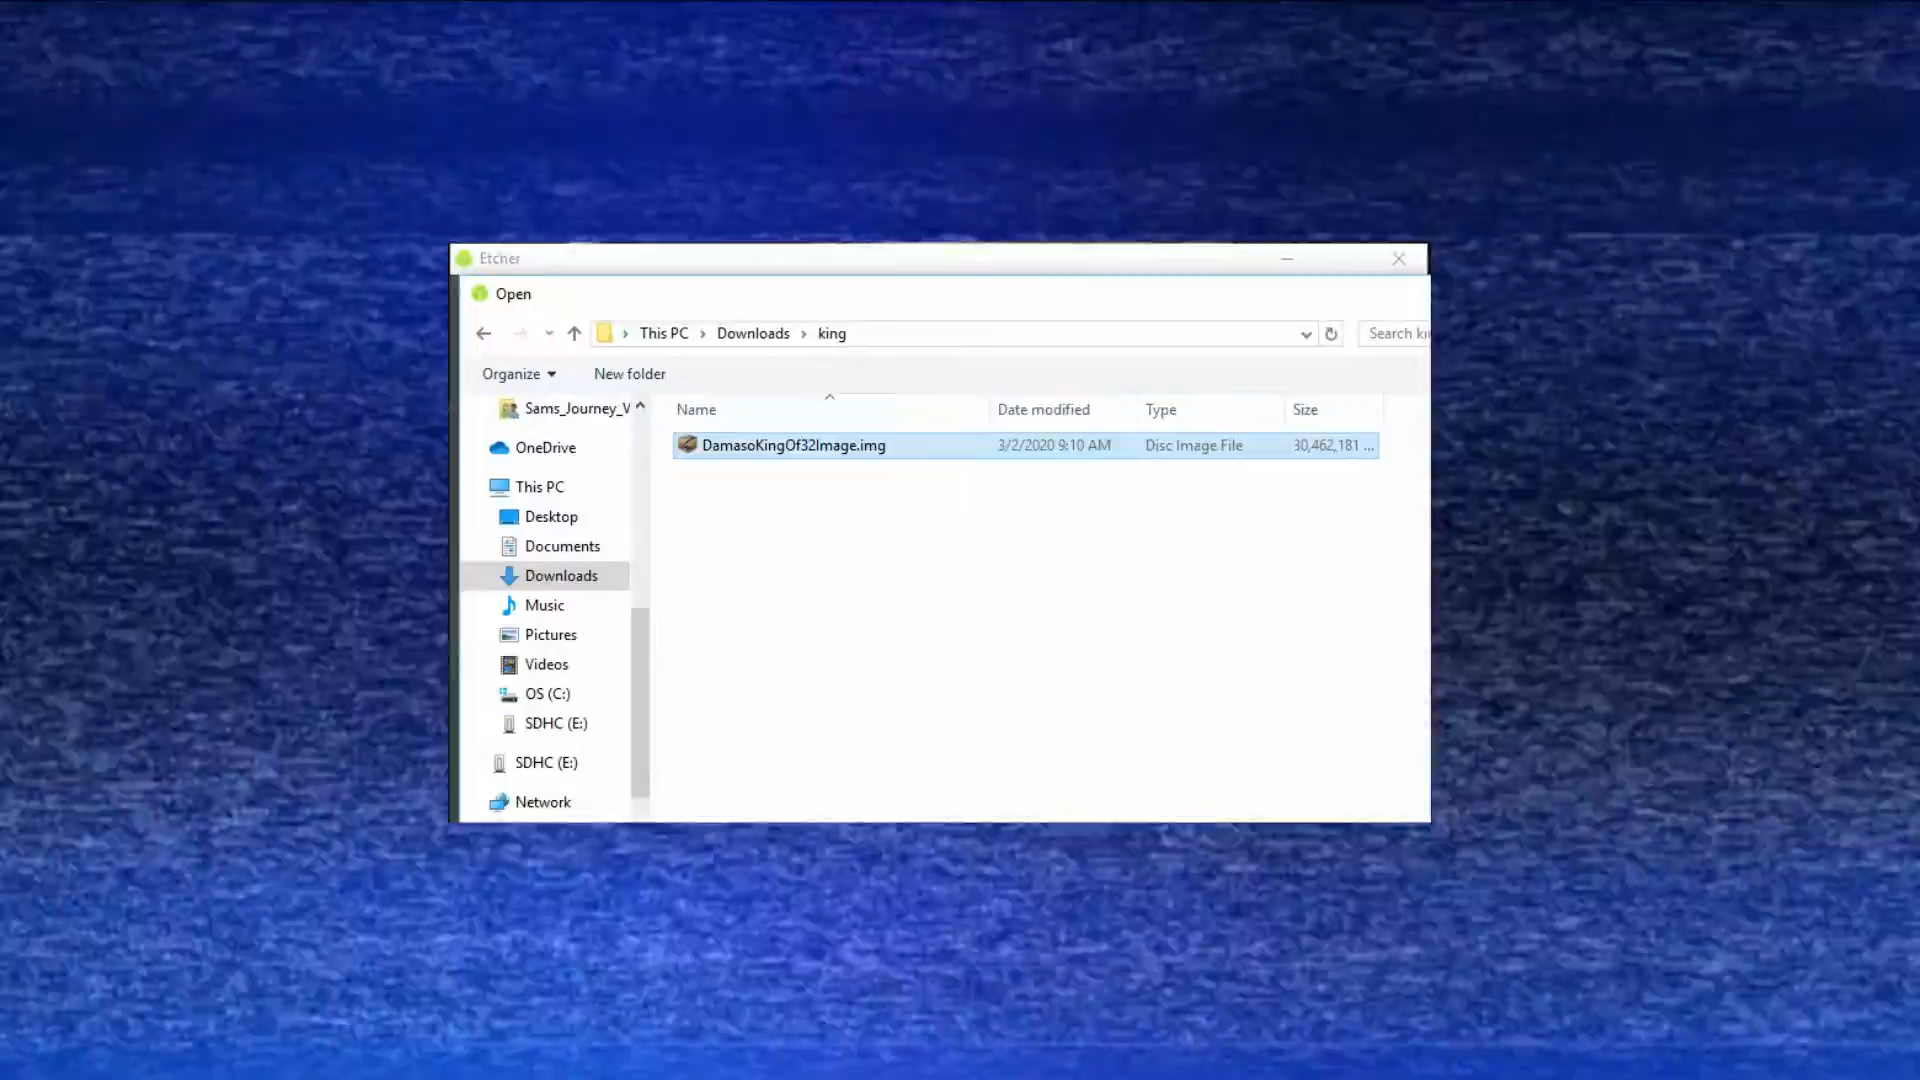 Etcher
Open
This PC > Downloads > king
Search
Organize
New folder
Sams_Journey_V
OneDrive
This PC
Desktop
Documents
Downloads
Music
Pictures
Videos
OS (C:)
SDHC (E:)
SDHC (E:)
Network
Name Date modified Type Size
DamasoKingOf32Image.img 3/2/2020 9:10 AM Disc Image File 30,462,181 ...